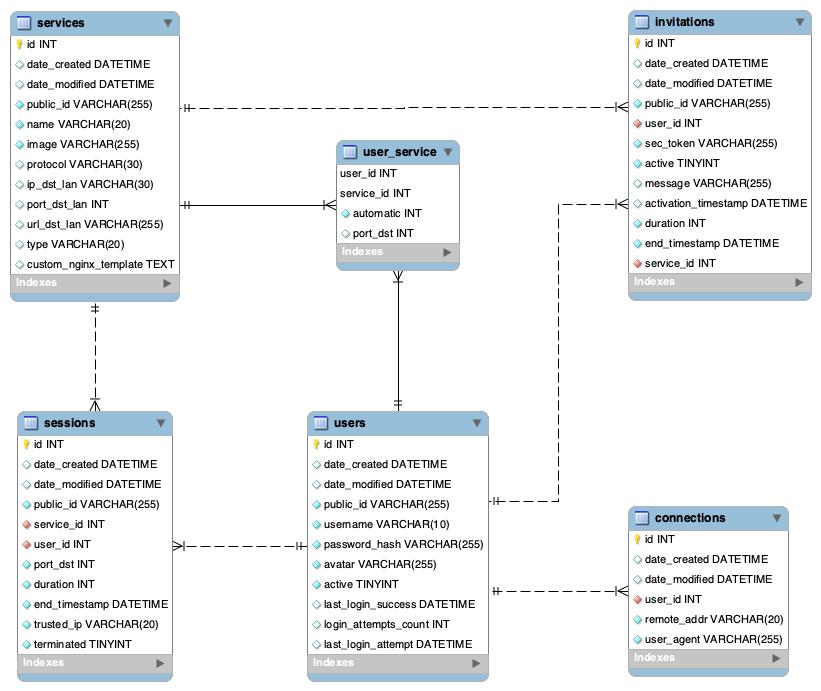 services
id INT
date_created DATETIME
date_modified DATETIME
public_id VARCHAR(255)
name VARCHAR(20)
image VARCHAR(255)
protocol VARCHAR(30)
ip_dst_lan VARCHAR(30)
port_dst_lan INT
url_dst_lan VARCHAR(255)
type VARCHAR(20)
custom_nginx_template TEXT
Indexes
user_service
user_id INT
service_id INT
automatic INT
port_dst INT
Indexes
invitations
id INT
date_created DATETIME
date_modified DATETIME
public_id VARCHAR(255)
user_id INT
sec_token VARCHAR(255)
active TINYINT
message VARCHAR(255)
activation_timestamp DATETIME
duration INT
end_timestamp DATETIME
service_id INT
Indexes
sessions
id INT
date_created DATETIME
date_modified DATETIME
public_id VARCHAR(255)
service_id INT
user_id INT
port_dst INT
duration INT
end_timestamp DATETIME
trusted_ip VARCHAR(20)
terminated TINYINT
Indexes
users
id INT
date_created DATETIME
date_modified DATETIME
public_id VARCHAR(255)
username VARCHAR(10)
password_hash VARCHAR(255)
avatar VARCHAR(255)
active TINYINT
last_login_success DATETIME
login_attempts_count INT
last_login_attempt DATETIME
Indexes
connections
id INT
date_created DATETIME
date_modified DATETIME
user_id INT
remote_addr VARCHAR(20)
user_agent VARCHAR(255)
Indexes